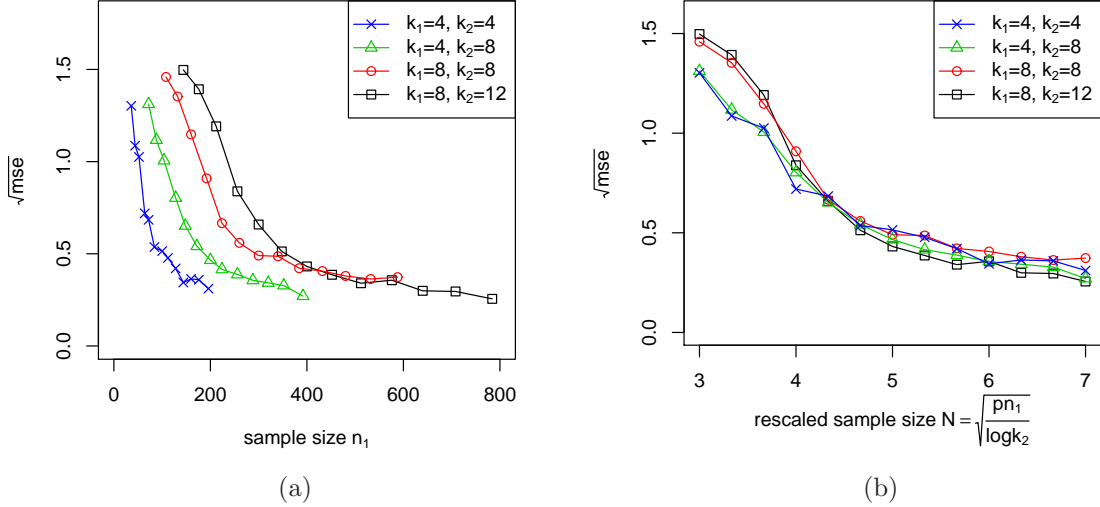 k₁=4, k₂=4
k₁=4, k₂=8
k₁=8, k₂=8
k₁=8, k₂=12
√mse
0.0
0.5
1.0
1.5
0 200 400 600 800
sample size n₁
(a)
k₁=4, k₂=4
k₁=4, k₂=8
k₁=8, k₂=8
k₁=8, k₂=12
√mse
0.0
0.5
1.0
1.5
3 4 5 6 7
rescaled sample size N = √(pn₁/logk₂)
(b)